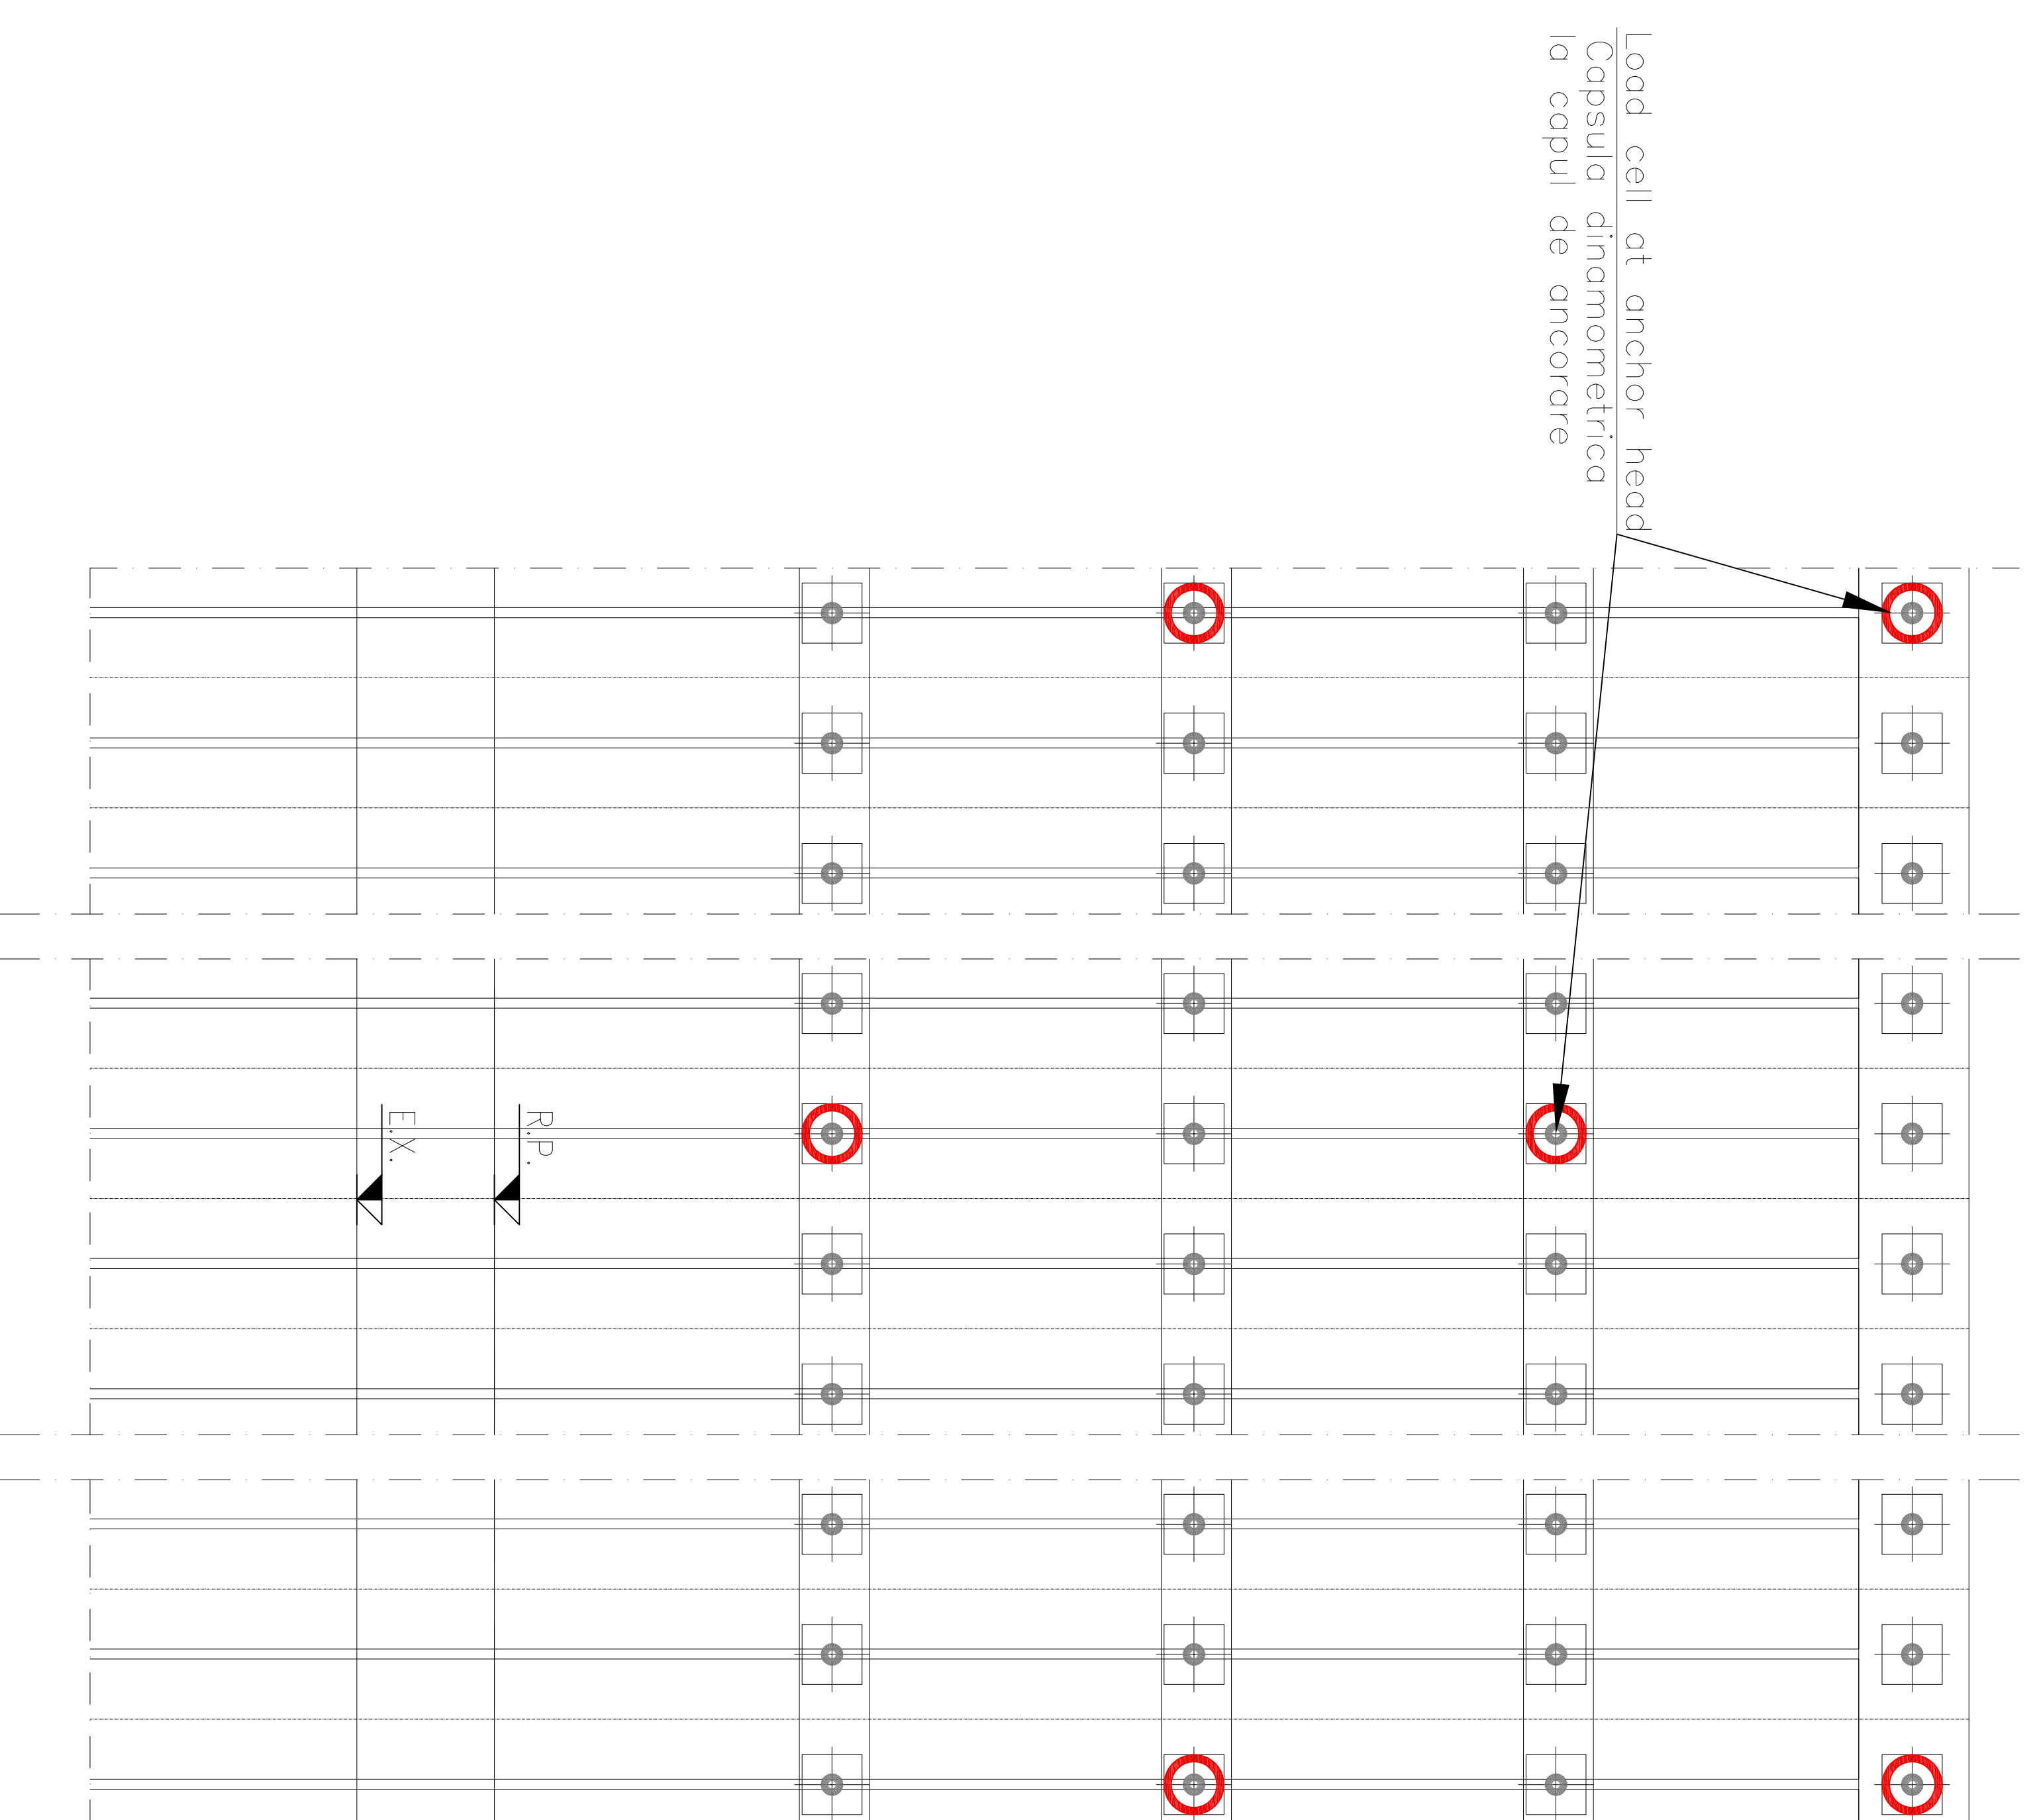 Load cell at anchor head
Capsula dinamometrica
la capul de ancorare
R.P.
E.X.